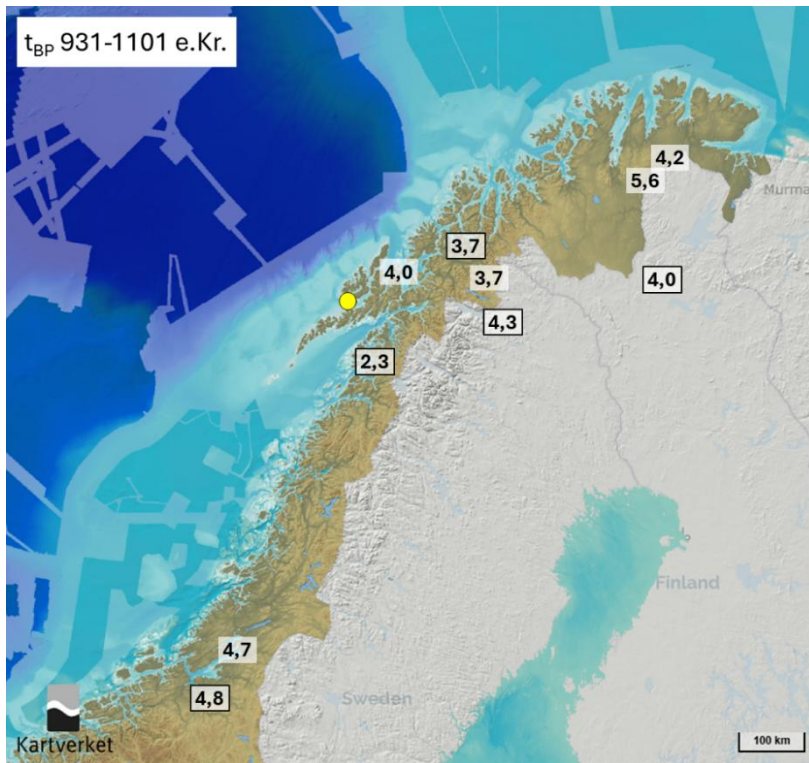 t_BP 931-1101 e.Kr.
4,2
5,6
Murma
3,7
4,0
3,7
4,0
4,3
2,3
Finland
4,7
4,8
Sweden
Kartverket
100 km